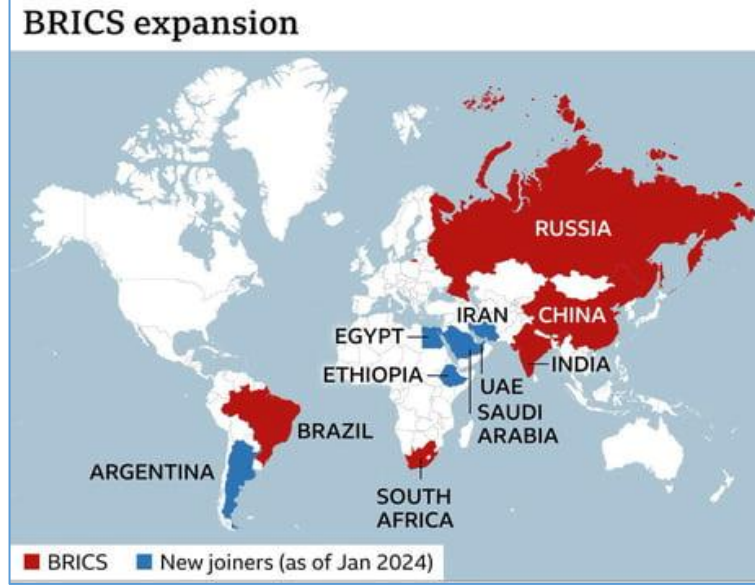 BRICS expansion
RUSSIA
IRAN
CHINA
EGYPT
INDIA
ETHIOPIA
UAE
SAUDI
ARABIA
BRAZIL
ARGENTINA
SOUTH
AFRICA
BRICS
New joiners (as of Jan 2024)